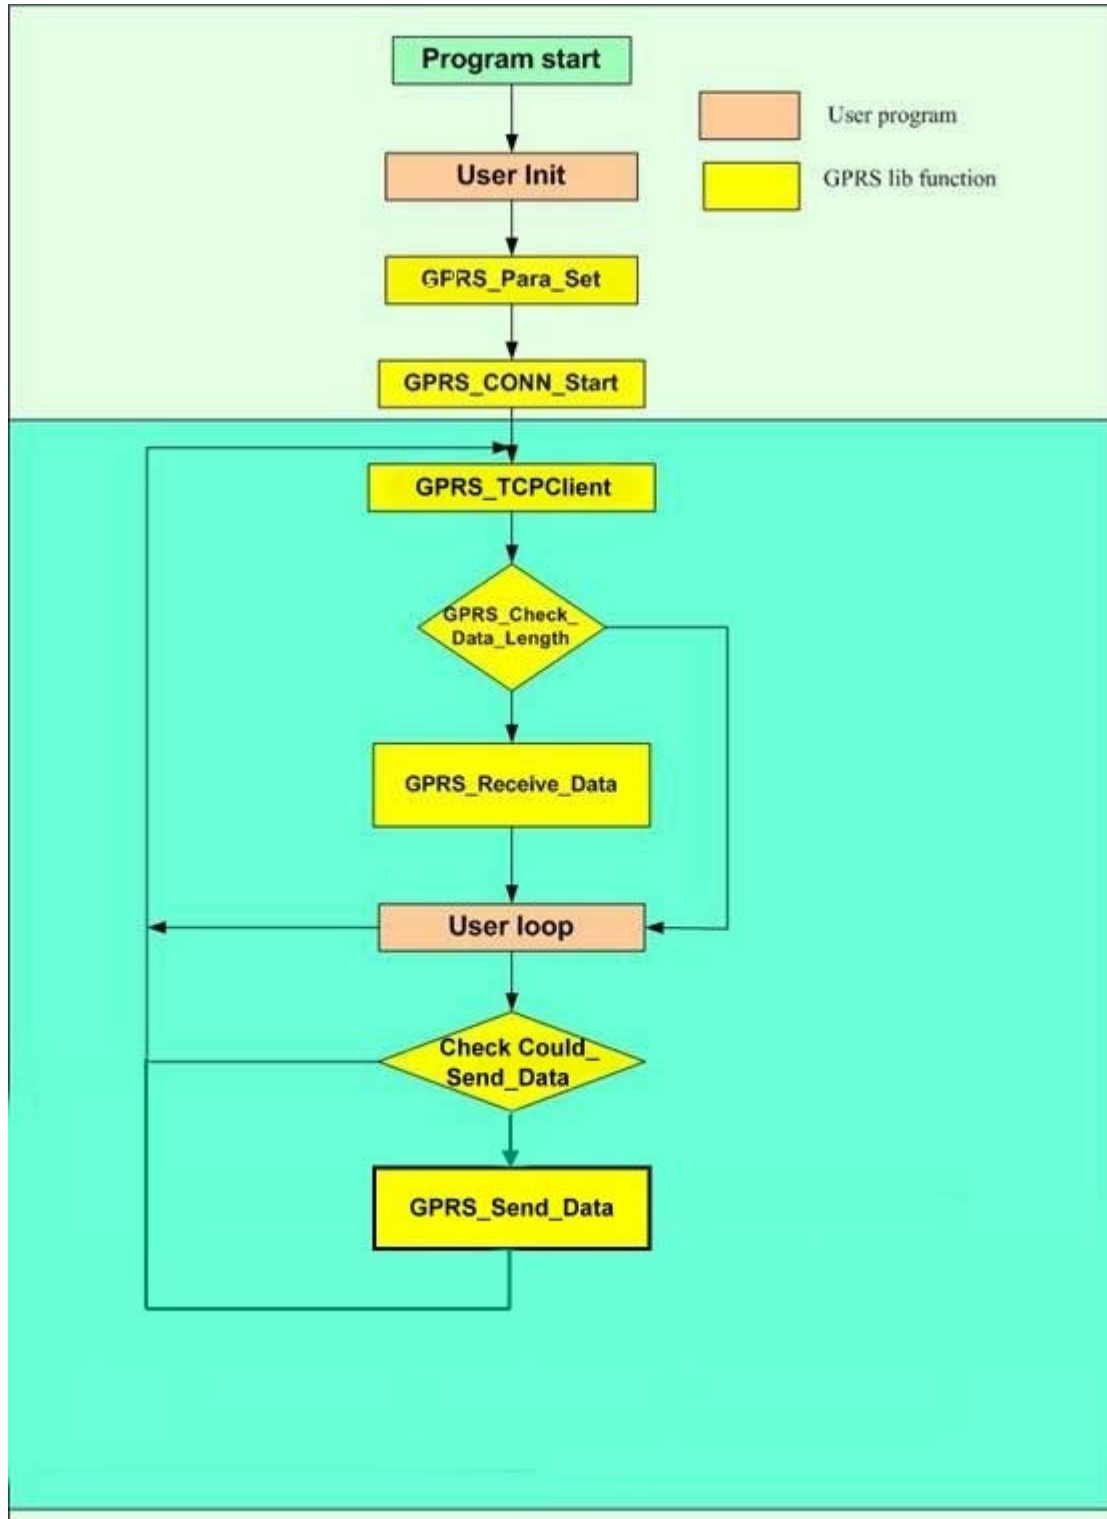 Program start
User program
User Init
GPRS lib function
GPRS_Para_Set
GPRS_CONN_Start
GPRS_TCPClient
GPRS_Check_
Data_Length
GPRS_Receive_Data
User loop
Check Could_
Send_Data
GPRS_Send_Data